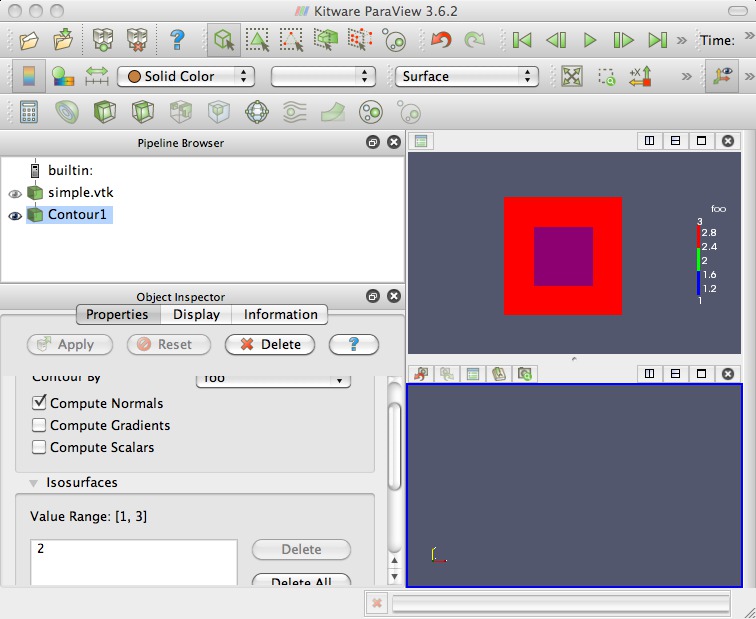 Kitware ParaView 3.6.2
?
Time:
Solid Color
Surface
+X
Pipeline Browser
builtin:
simple.vtk
Contour1
foo
3
2.8
2.4
2
1.6
1.2
1
Object Inspector
Properties
Display
Information
Apply
Reset
Delete
?
Contour By
foo
Compute Normals
Compute Gradients
Compute Scalars
Isosurfaces
Value Range: [1, 3]
2
Delete
Delete All